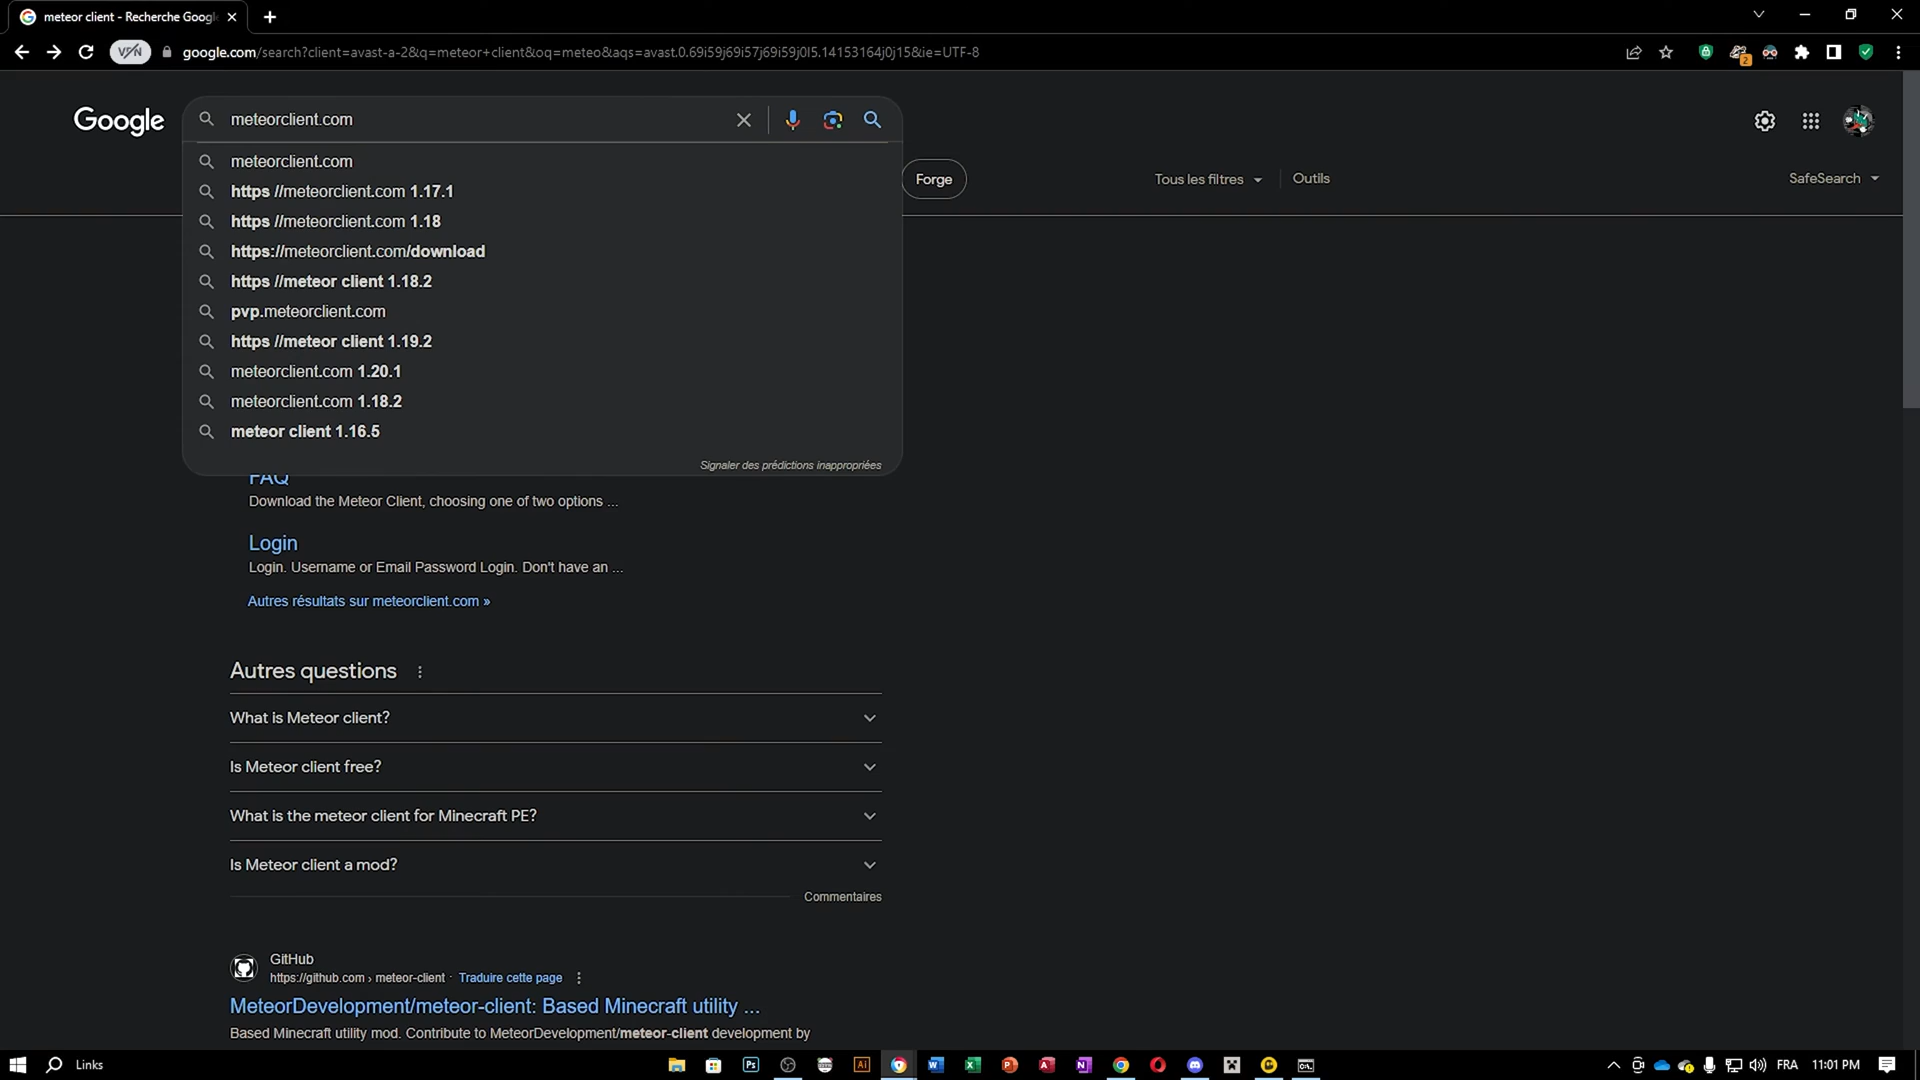 meteor client - Recherche Google
VPN
google.com/search?client=avast-a-2&q=meteor+client&oq=meteo&aqs=avast.0.69i59j69i57j69i59j0l5.14153164j0j15&ie=UTF-8
2
Google
meteorclient.com
meteorclient.com
https //meteorclient.com 1.17.1
https //meteorclient.com 1.18
https://meteorclient.com/download
https //meteor client 1.18.2
pvp.meteorclient.com
https //meteor client 1.19.2
meteorclient.com 1.20.1
meteorclient.com 1.18.2
meteor client 1.16.5
Signaler des prédictions inappropriées
Forge
Tous les filtres
Outils
SafeSearch
FAQ
Download the Meteor Client, choosing one of two options ...
Login
Login. Username or Email Password Login. Don't have an ...
Autres résultats sur meteorclient.com »
Autres questions
What is Meteor client?
Is Meteor client free?
What is the meteor client for Minecraft PE?
Is Meteor client a mod?
Commentaires
GitHub
https://github.com › meteor-client · Traduire cette page
MeteorDevelopment/meteor-client: Based Minecraft utility ...
Based Minecraft utility mod. Contribute to MeteorDevelopment/meteor-client development by
Links
Ps
Ai
FRA
11:01 PM